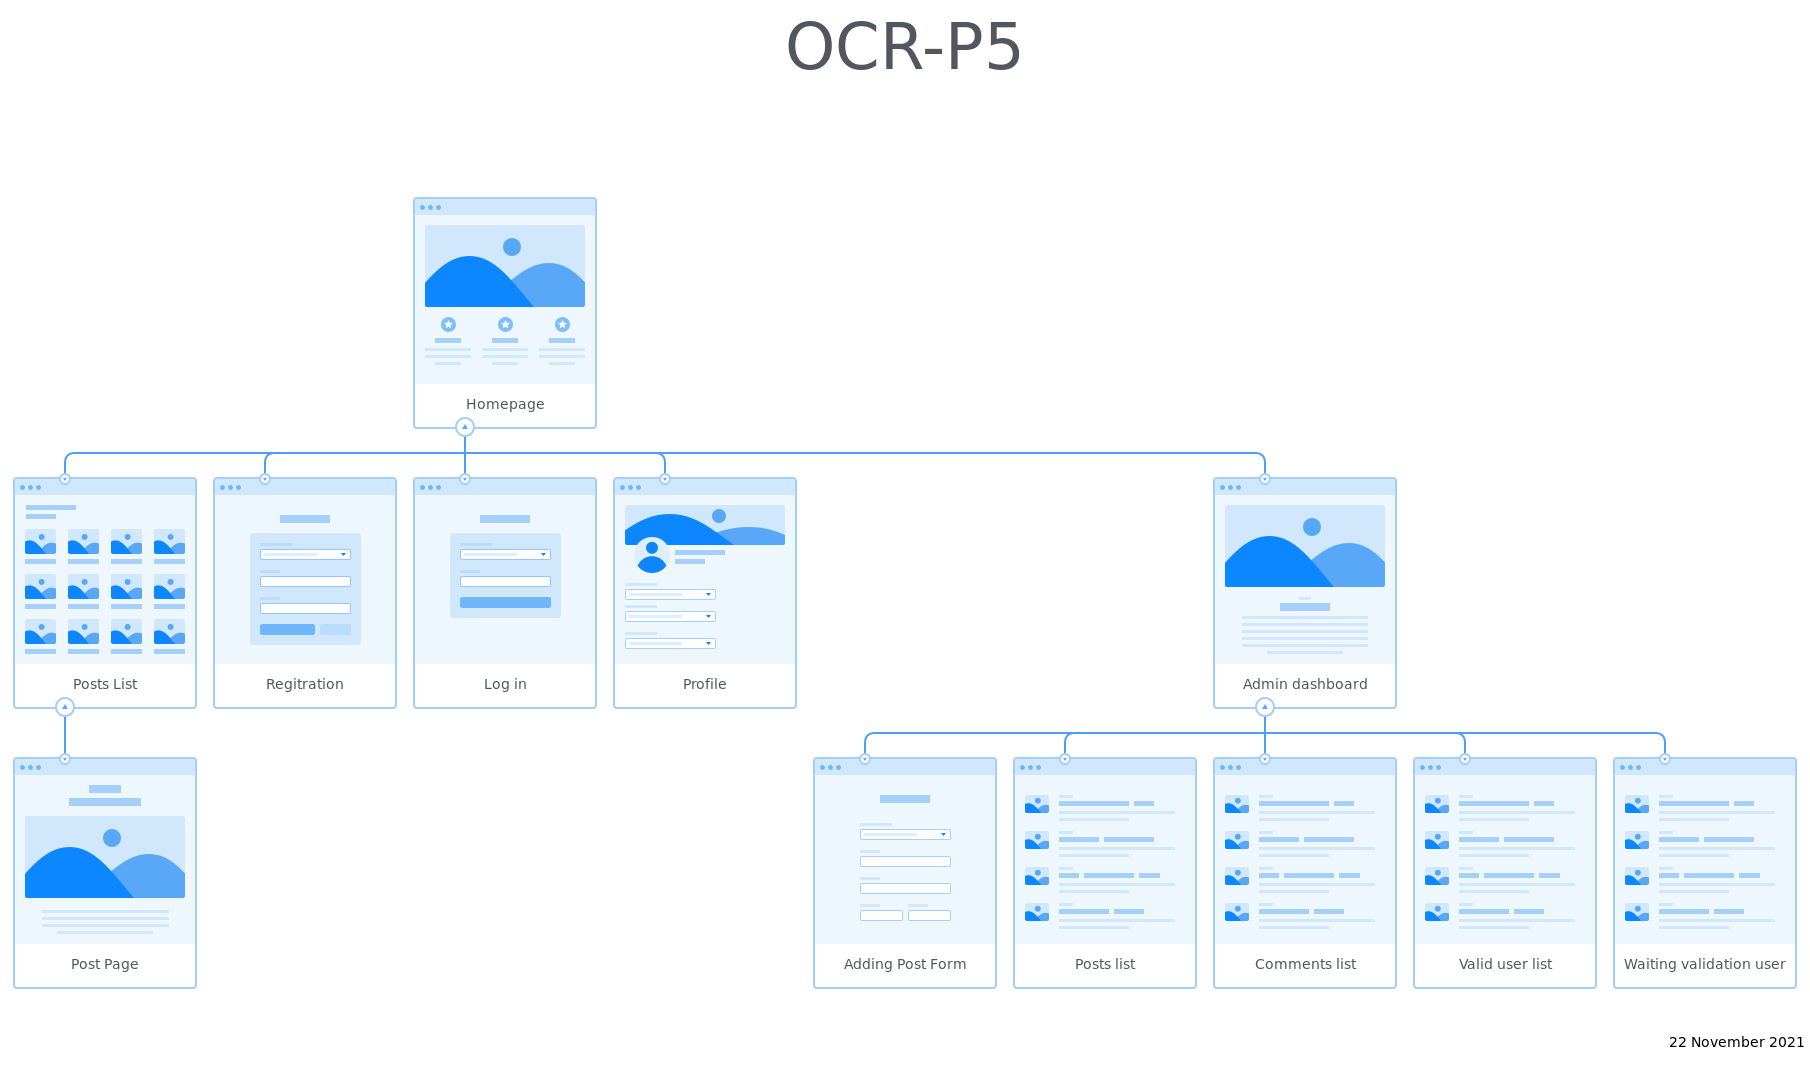 OCR-P5
Homepage
Posts List
Regitration
Log in
Profile
Admin dashboard
Post Page
Adding Post Form
Posts list
Comments list
Valid user list
Waiting validation user
22 November 2021